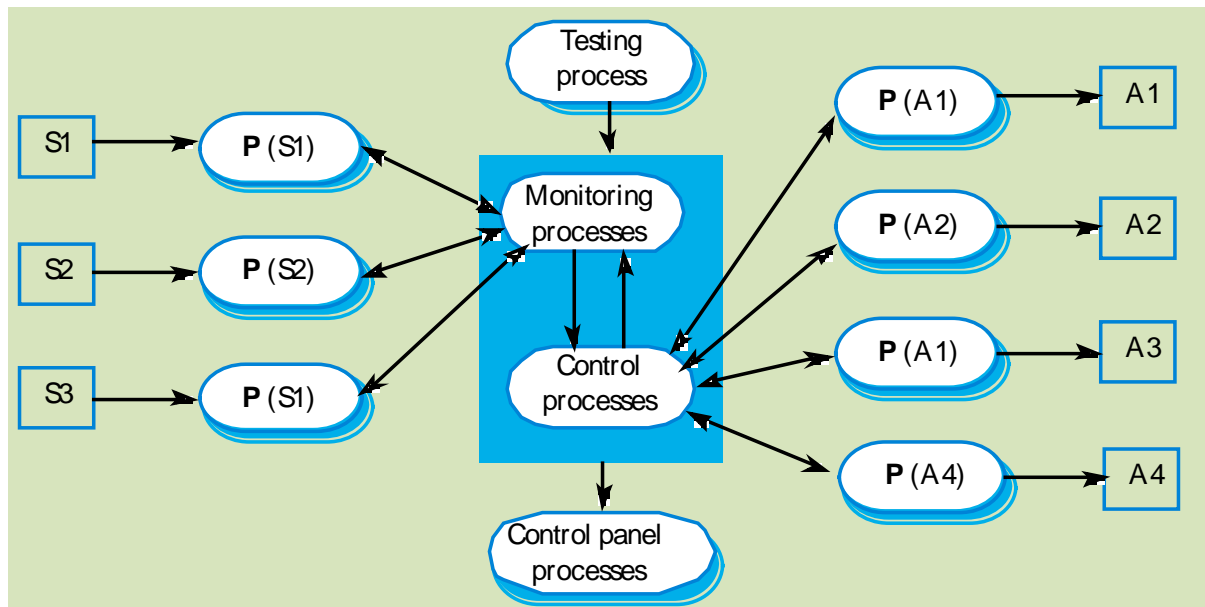 Testing
process
S1
P (S1)
S2
P (S2)
S3
P (S1)
Monitoring
processes
Control
processes
Control panel
processes
P (A1)
A1
P (A2)
A2
P (A1)
A3
P (A4)
A4